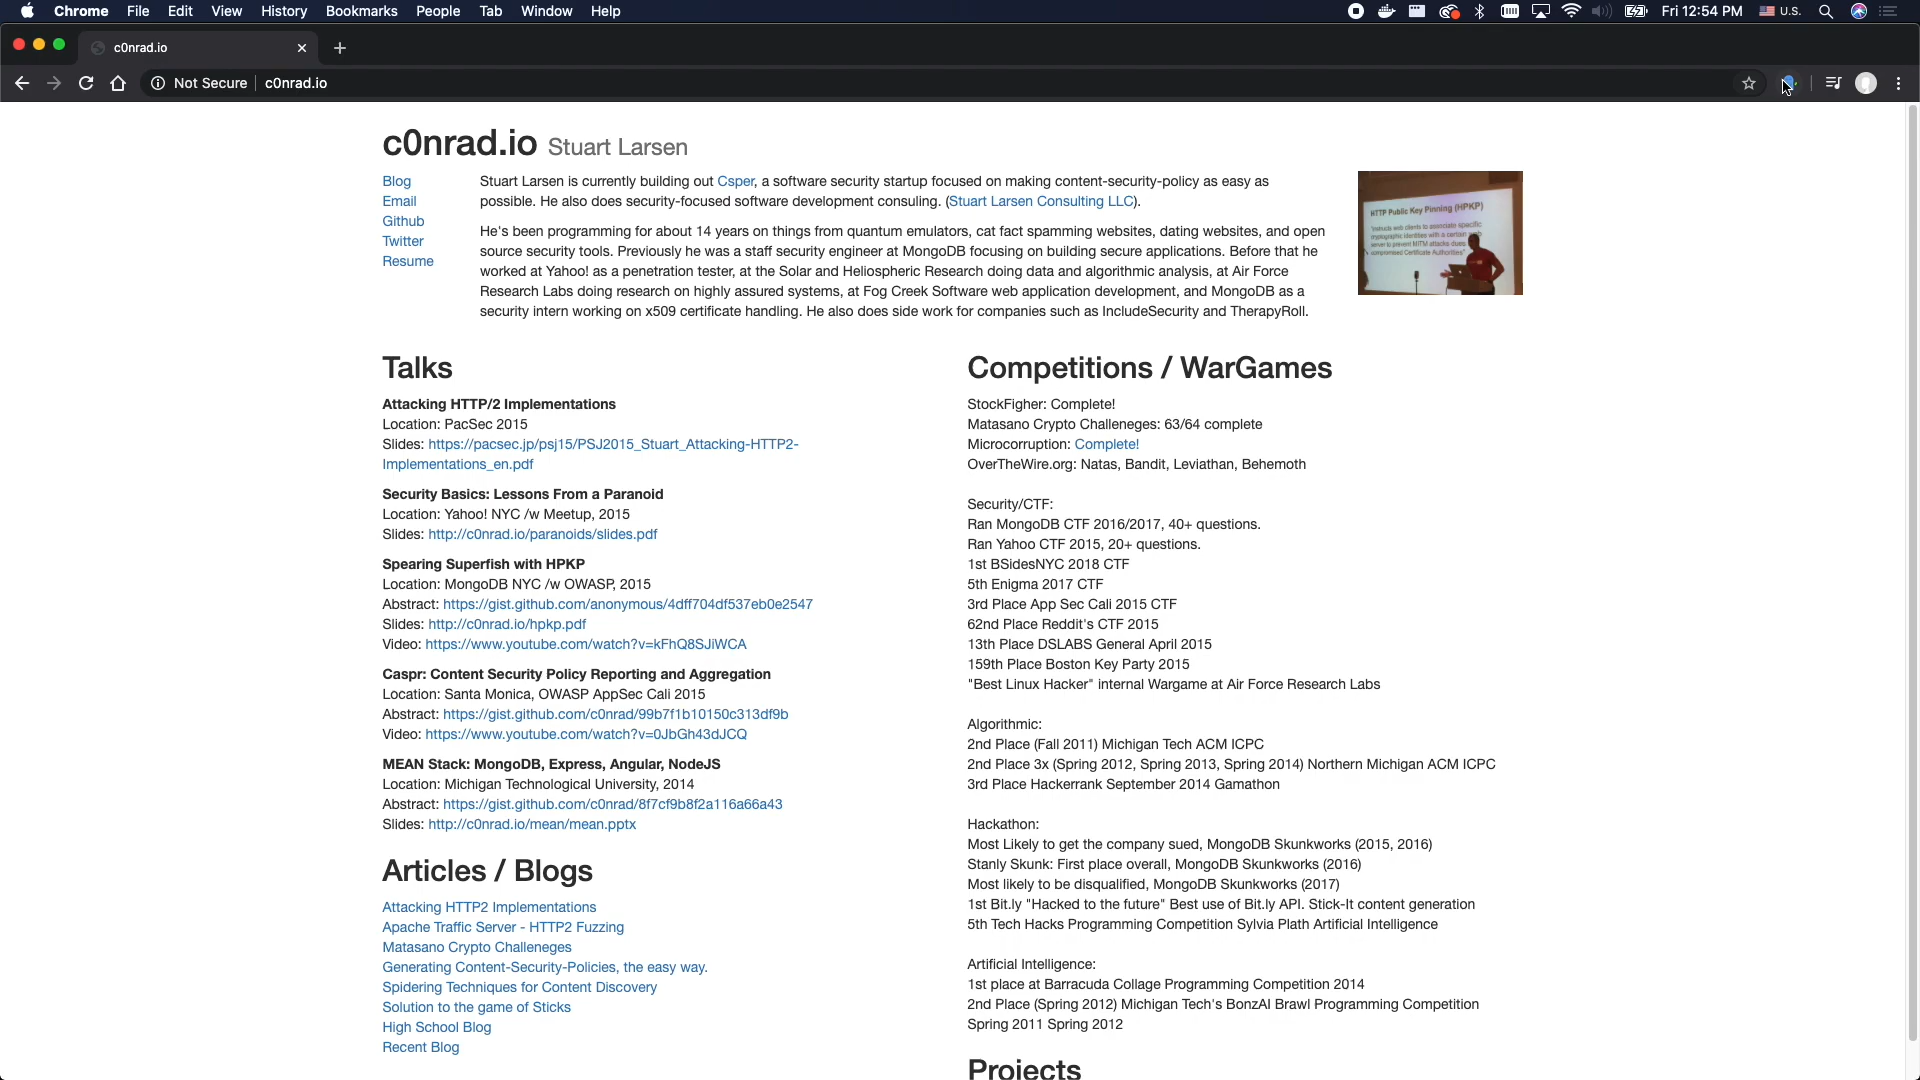 Chrome File Edit View History Bookmarks People Tab Window Help
Fri 12:54 PM U.S.
c0nrad.io
Not Secure c0nrad.io
c0nrad.io Stuart Larsen
Blog
Email
Github
Twitter
Resume
Stuart Larsen is currently building out Csper, a software security startup focused on making content-security-policy as easy as
possible. He also does security-focused software development consuling. (Stuart Larsen Consulting LLC).
He's been programming for about 14 years on things from quantum emulators, cat fact spamming websites, dating websites, and open
source security tools. Previously he was a staff security engineer at MongoDB focusing on building secure applications. Before that he
worked at Yahoo! as a penetration tester, at the Solar and Heliospheric Research doing data and algorithmic analysis, at Air Force
Research Labs doing research on highly assured systems, at Fog Creek Software web application development, and MongoDB as a
security intern working on x509 certificate handling. He also does side work for companies such as IncludeSecurity and TherapyRoll.
HTTP Public Key Pinning (HPKP)
"instructs web clients to associate specific
cryptographic identities with a certain web
server to prevent MITM attacks due
compromised Certificate Authorities"
Talks
Attacking HTTP/2 Implementations
Location: PacSec 2015
Slides: https://pacsec.jp/psj15/PSJ2015_Stuart_Attacking-HTTP2-
Implementations_en.pdf
Security Basics: Lessons From a Paranoid
Location: Yahoo! NYC /w Meetup, 2015
Slides: http://c0nrad.io/paranoids/slides.pdf
Spearing Superfish with HPKP
Location: MongoDB NYC /w OWASP, 2015
Abstract: https://gist.github.com/anonymous/4dff704df537eb0e2547
Slides: http://c0nrad.io/hpkp.pdf
Video: https://www.youtube.com/watch?v=kFhQ8SJiWCA
Caspr: Content Security Policy Reporting and Aggregation
Location: Santa Monica, OWASP AppSec Cali 2015
Abstract: https://gist.github.com/c0nrad/99b7f1b10150c313df9b
Video: https://www.youtube.com/watch?v=0JbGh43dJCQ
MEAN Stack: MongoDB, Express, Angular, NodeJS
Location: Michigan Technological University, 2014
Abstract: https://gist.github.com/c0nrad/8f7cf9b8f2a116a66a43
Slides: http://c0nrad.io/mean/mean.pptx
Articles / Blogs
Attacking HTTP2 Implementations
Apache Traffic Server - HTTP2 Fuzzing
Matasano Crypto Challeneges
Generating Content-Security-Policies, the easy way.
Spidering Techniques for Content Discovery
Solution to the game of Sticks
High School Blog
Recent Blog
Competitions / WarGames
StockFigher: Complete!
Matasano Crypto Challeneges: 63/64 complete
Microcorruption: Complete!
OverTheWire.org: Natas, Bandit, Leviathan, Behemoth
Security/CTF:
Ran MongoDB CTF 2016/2017, 40+ questions.
Ran Yahoo CTF 2015, 20+ questions.
1st BSidesNYC 2018 CTF
5th Enigma 2017 CTF
3rd Place App Sec Cali 2015 CTF
62nd Place Reddit's CTF 2015
13th Place DSLABS General April 2015
159th Place Boston Key Party 2015
"Best Linux Hacker" internal Wargame at Air Force Research Labs
Algorithmic:
2nd Place (Fall 2011) Michigan Tech ACM ICPC
2nd Place 3x (Spring 2012, Spring 2013, Spring 2014) Northern Michigan ACM ICPC
3rd Place Hackerrank September 2014 Gamathon
Hackathon:
Most Likely to get the company sued, MongoDB Skunkworks (2015, 2016)
Stanly Skunk: First place overall, MongoDB Skunkworks (2016)
Most likely to be disqualified, MongoDB Skunkworks (2017)
1st Bit.ly "Hacked to the future" Best use of Bit.ly API. Stick-It content generation
5th Tech Hacks Programming Competition Sylvia Plath Artificial Intelligence
Artificial Intelligence:
1st place at Barracuda Collage Programming Competition 2014
2nd Place (Spring 2012) Michigan Tech's BonzAI Brawl Programming Competition
Spring 2011 Spring 2012
Projects